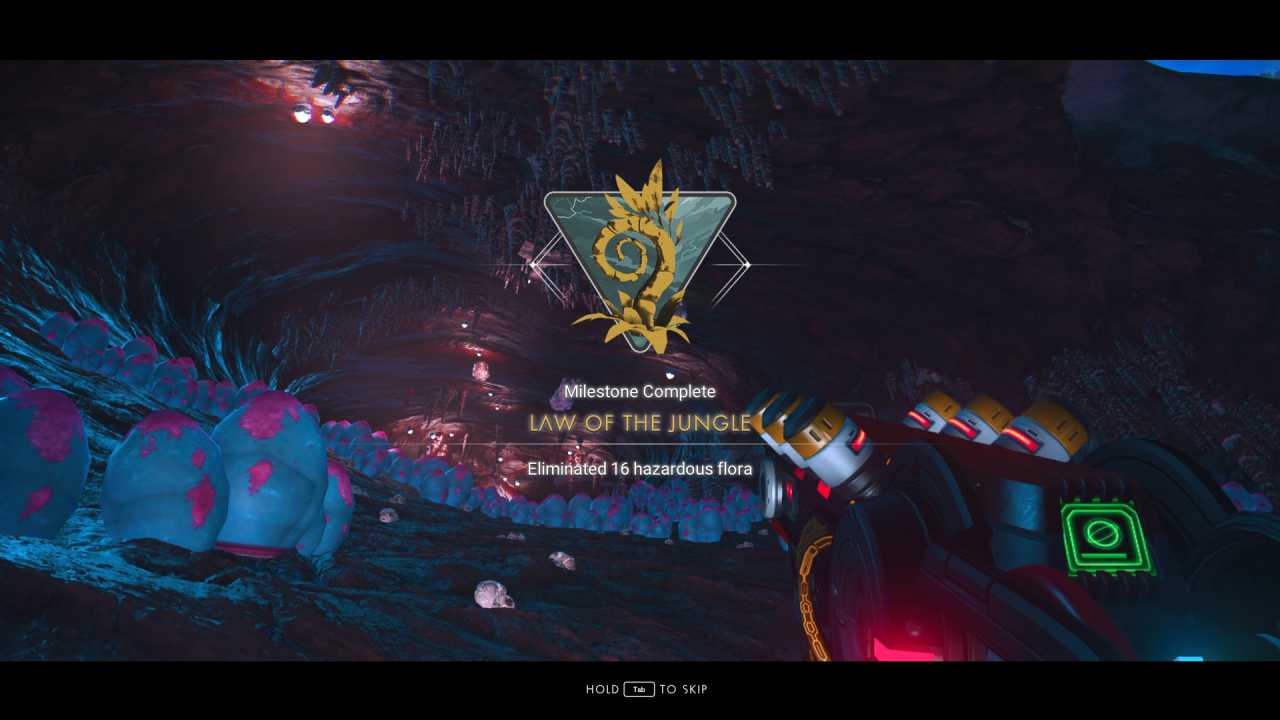 Milestone Complete
LAW OF THE JUNGLE
Eliminated 16 hazardous flora
HOLD Tab TO SKIP